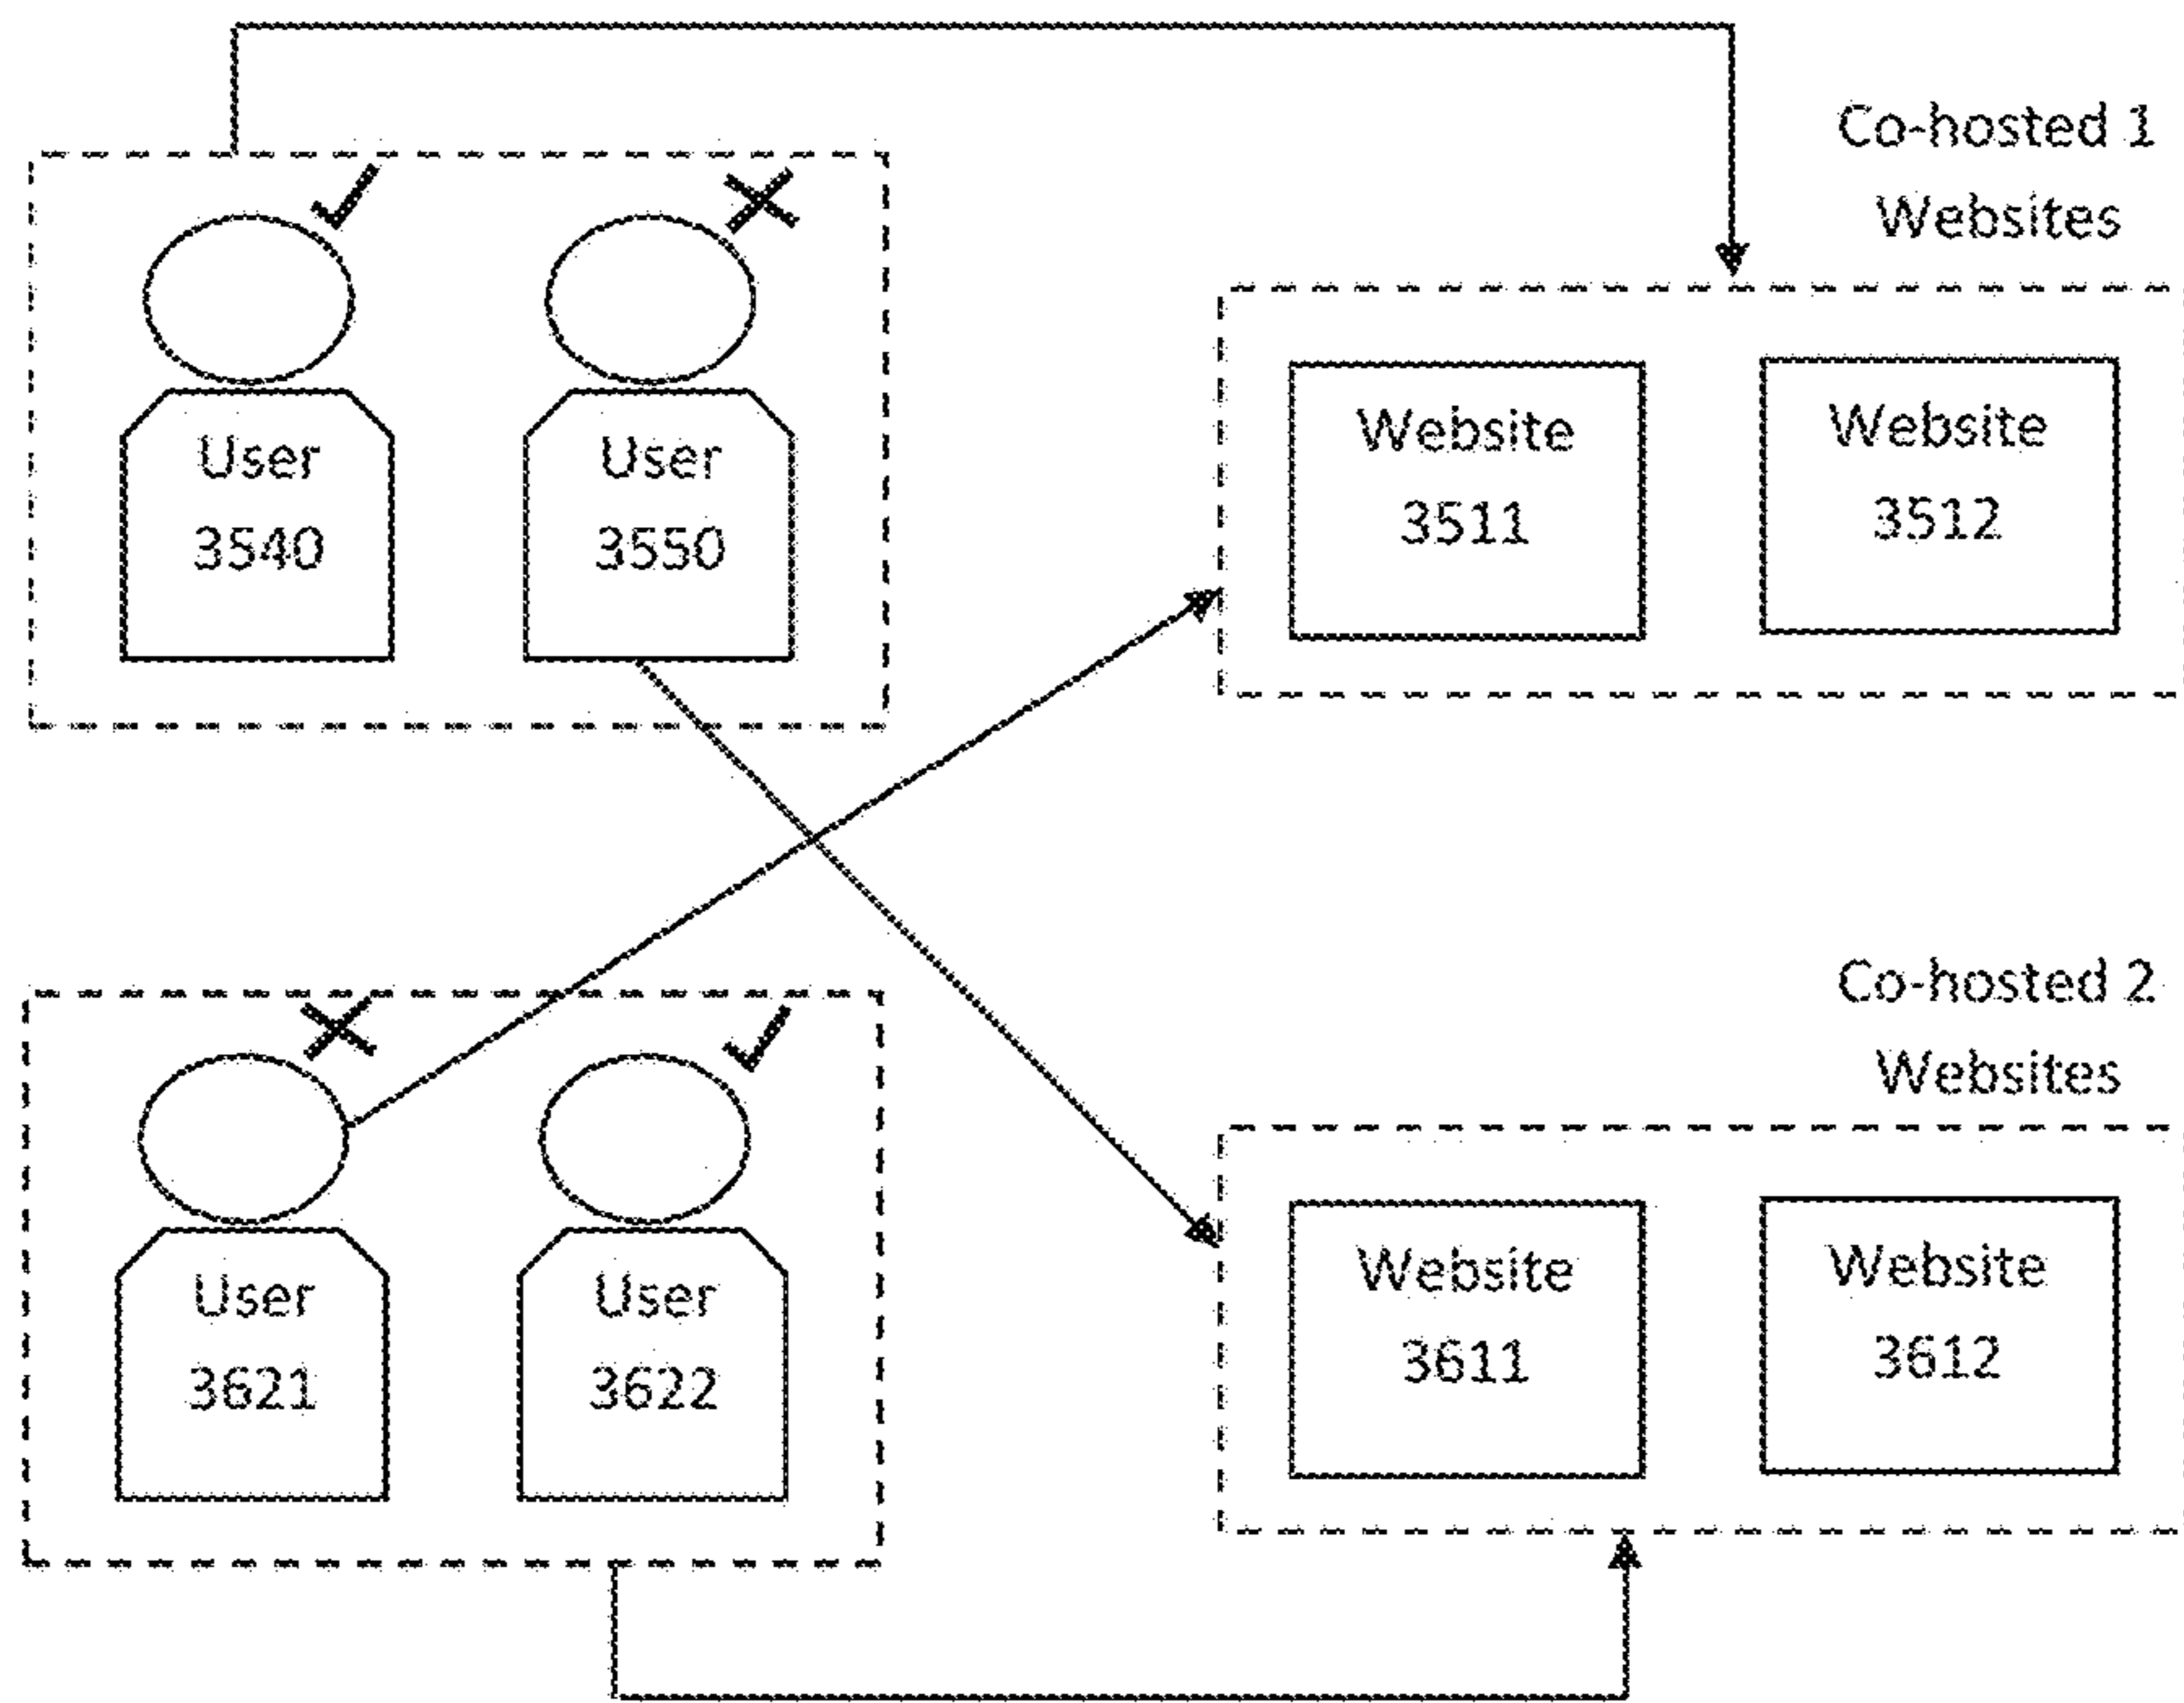 Co-hosted 1
Websites
User
3540
User
3550
Website
3511
Website
3512
Co-hosted 2
Websites
User
3621
User
3622
Website
3611
Website
3612